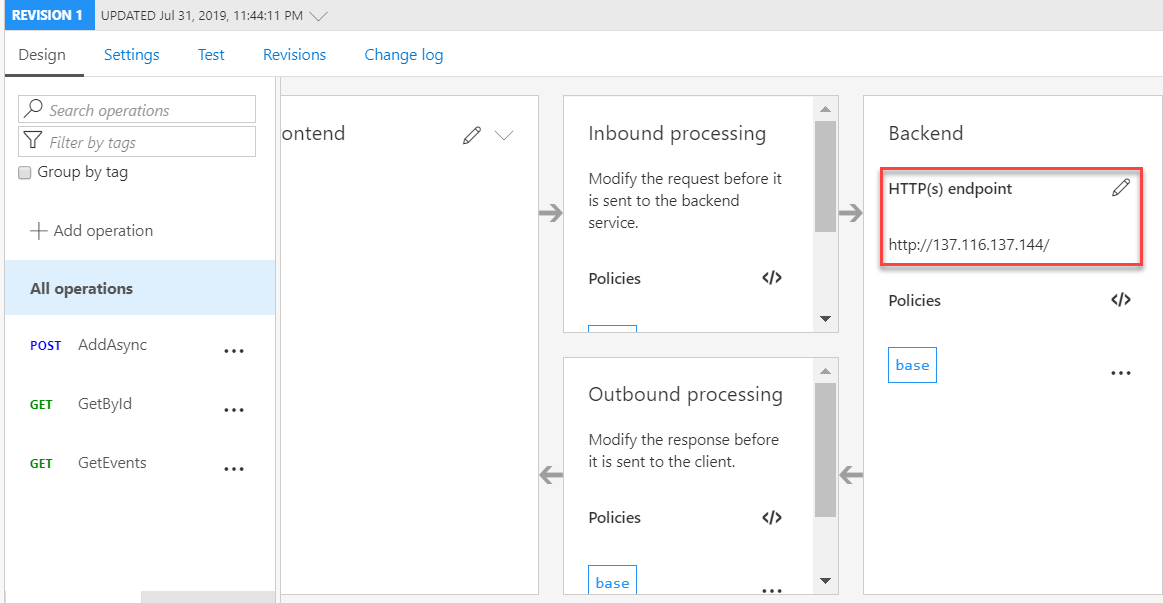 REVISION 1
UPDATED Jul 31, 2019, 11:44:11 PM
Design
Settings
Test
Revisions
Change log
Search operations
Filter by tags
Group by tag
Add operation
All operations
POST AddAsync
GET GetById
GET GetEvents
ontend
Inbound processing
Modify the request before it
is sent to the backend
service.
Policies </>
Outbound processing
Modify the response before
it is sent to the client.
Policies </>
base
Backend
HTTP(s) endpoint
http://137.116.137.144/
Policies </>
base